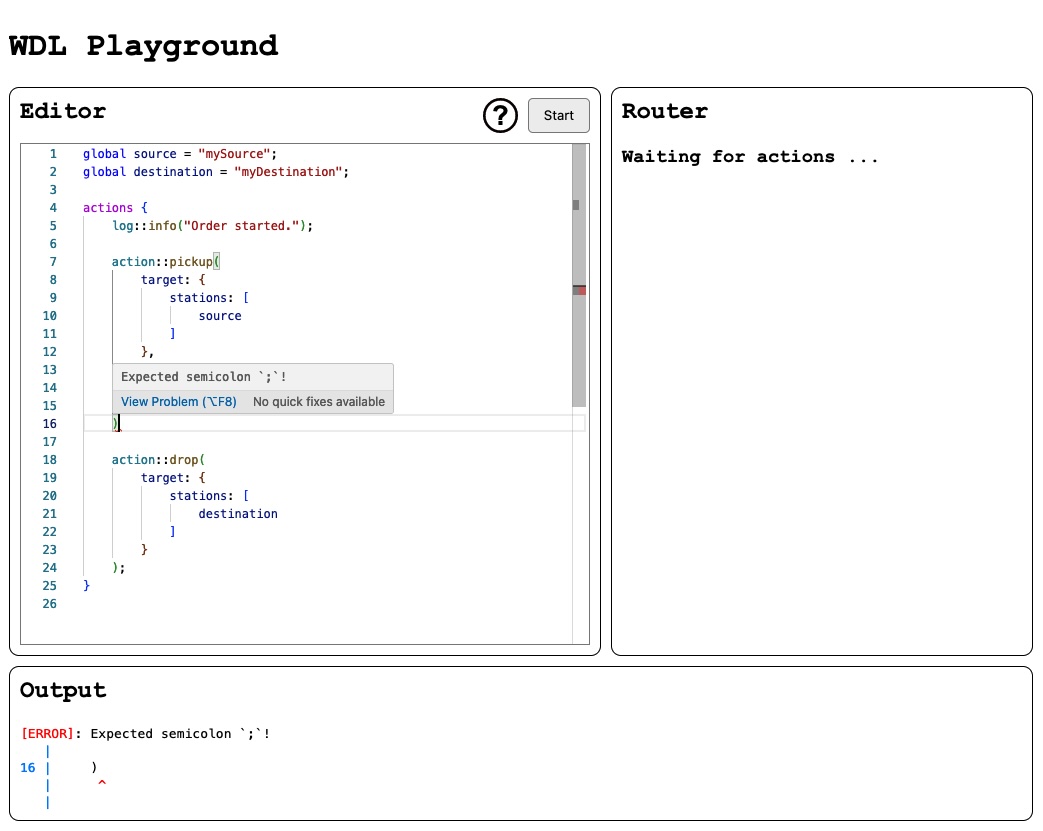 WDL Playground
Editor
?
Start
1 global source = "mySource";
2 global destination = "myDestination";
3
4 actions {
5 log::info("Order started.");
6
7 action::pickup(
8 target: {
9 stations: [
10 source
11 ]
12 },
13
14
15
16 )
17
18 action::drop(
19 target: {
20 stations: [
21 destination
22 ]
23 }
24 );
25 }
26
Expected semicolon `;`!
View Problem (⌥F8) No quick fixes available
Router
Waiting for actions ...
Output
[ERROR]: Expected semicolon `;`!
|
16 | )
| ^
|